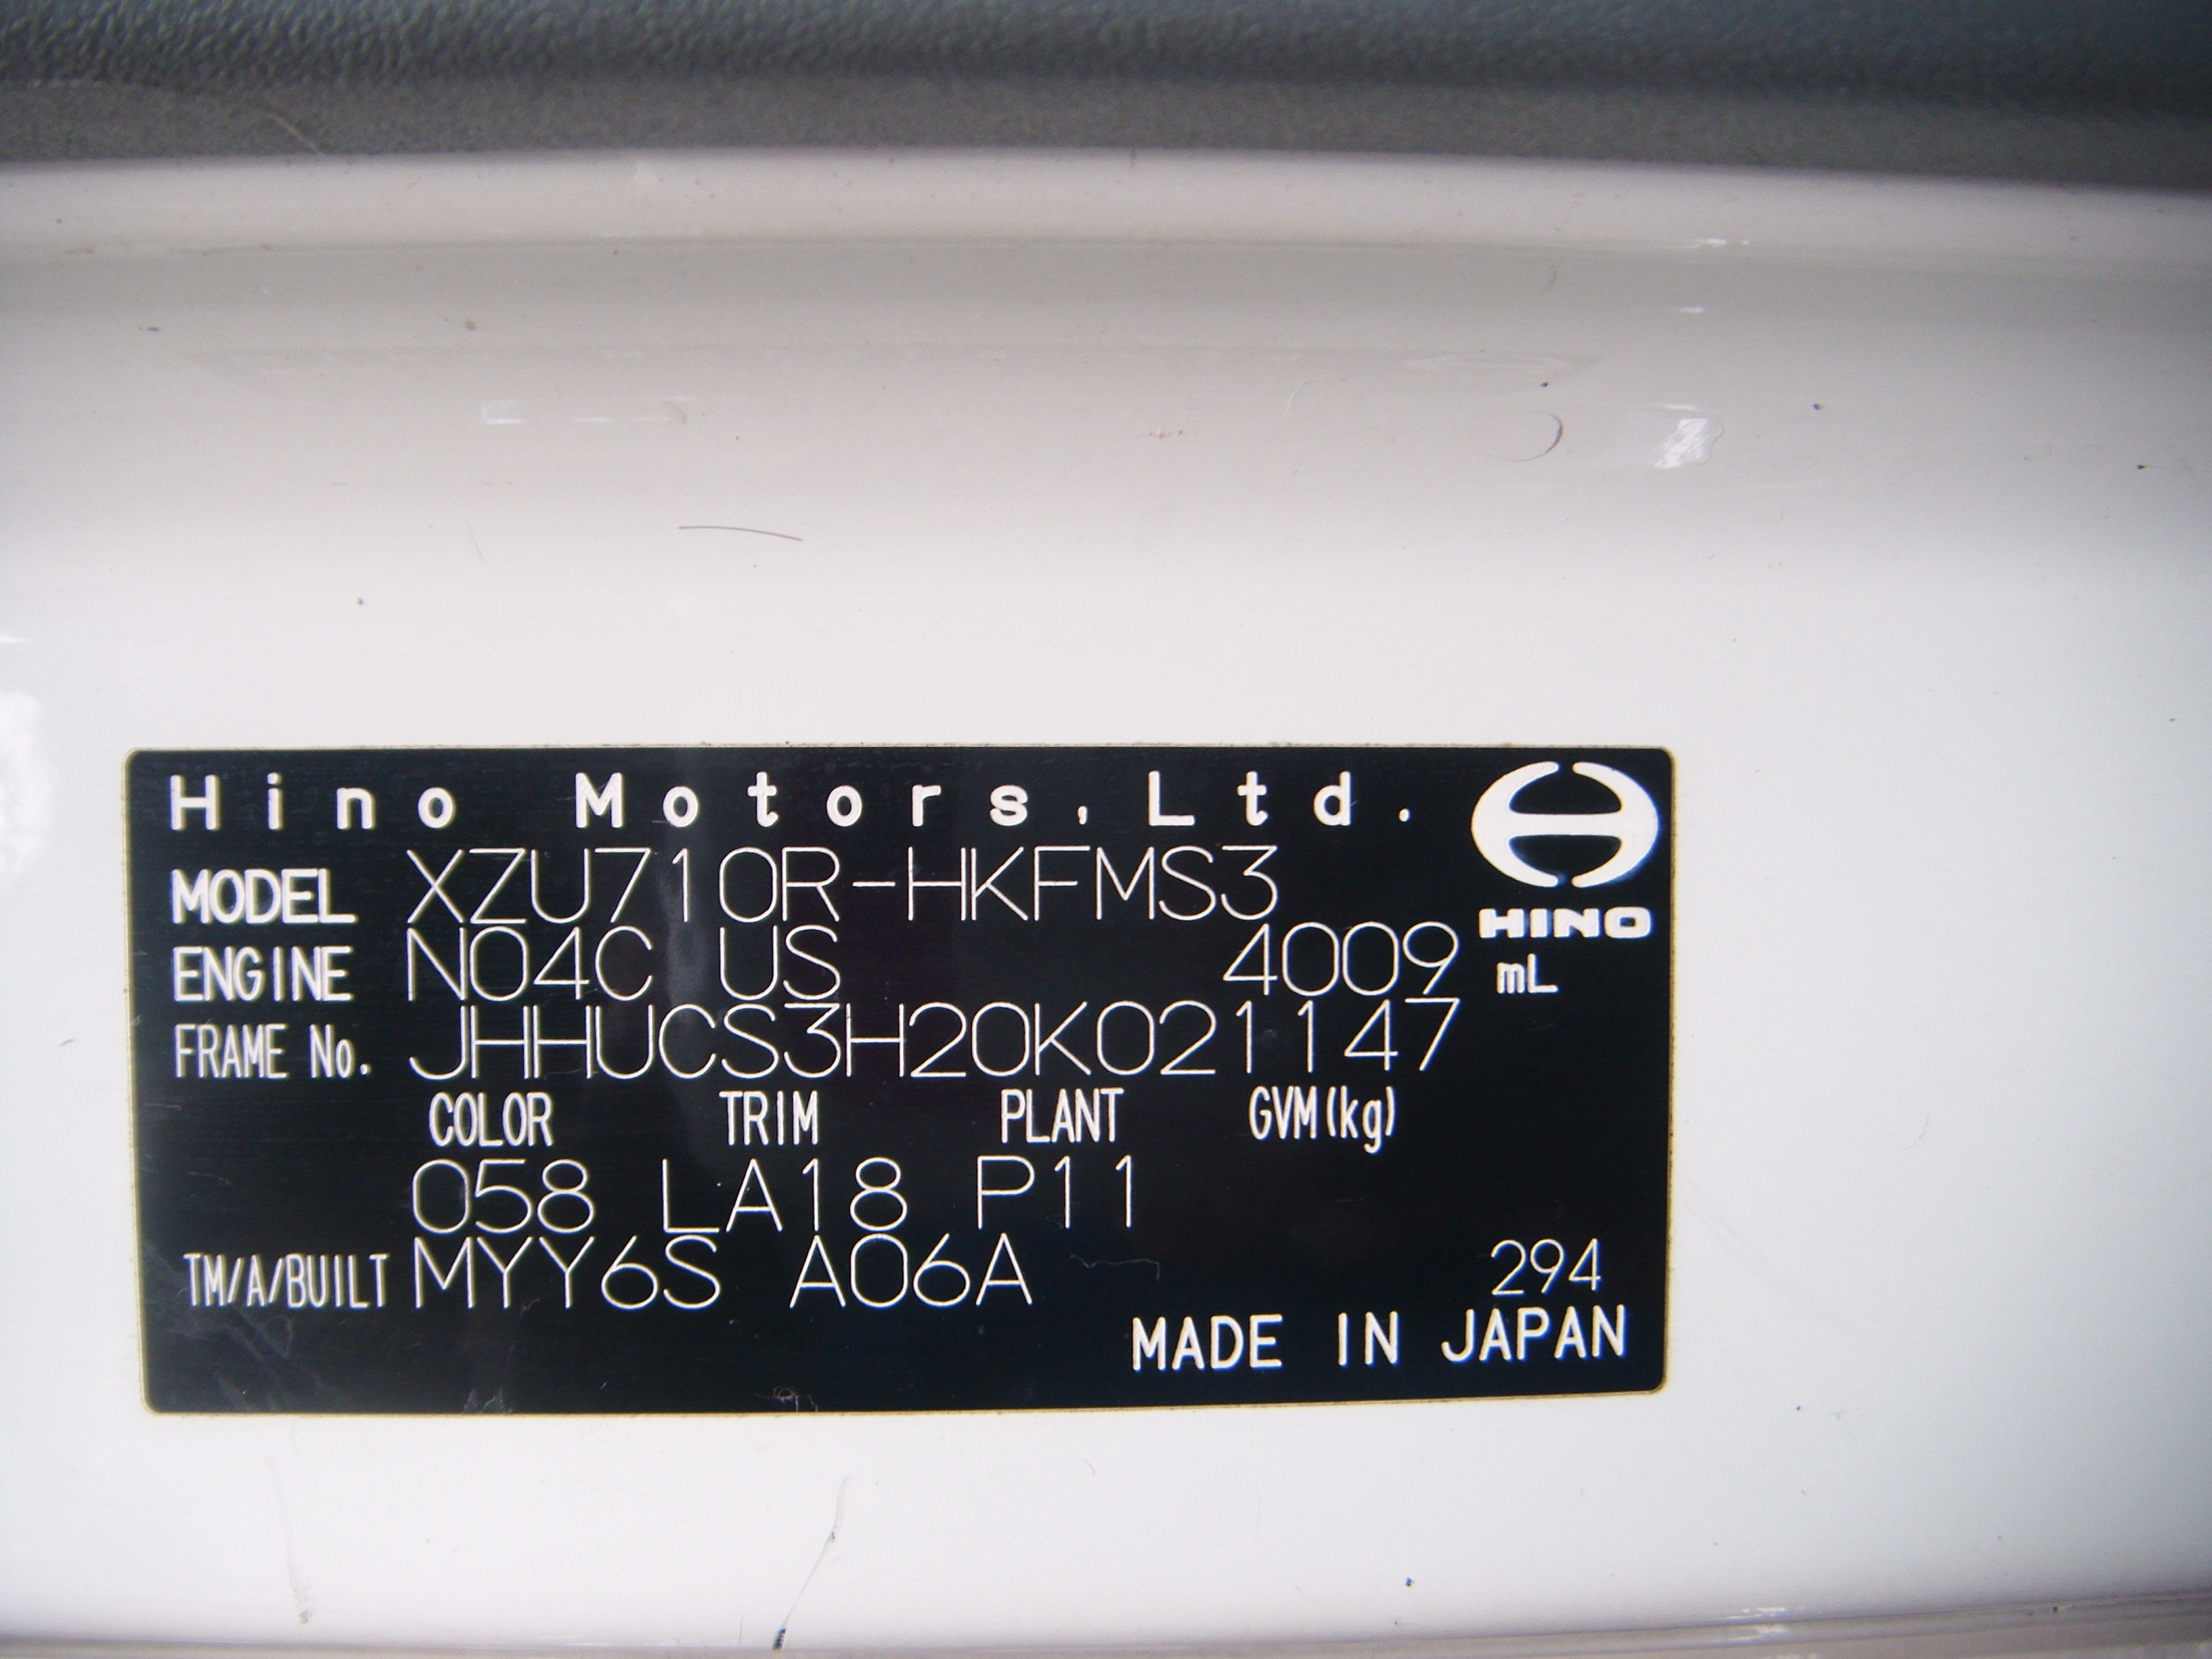 Hino Motors, Ltd.
HINO
MODEL XZU710R-HKFMS3
ENGINE N04C US 4009 mL
FRAME No. JHHUCS3H20K021147
COLOR TRIM PLANT GVM(kg)
058 LA18 P11
TM/A/BUILT MYY6S A06A 294
MADE IN JAPAN